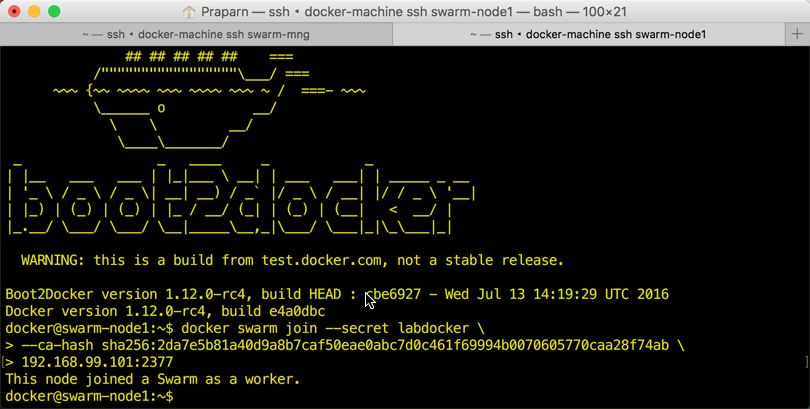 Praparn — ssh ◂ docker-machine ssh swarm-node1 — bash — 100×21
~ — ssh ◂ docker-machine ssh swarm-mng
~ — ssh ◂ docker-machine ssh swarm-node1
boot2docker
WARNING: this is a build from test.docker.com, not a stable release.
Boot2Docker version 1.12.0-rc4, build HEAD : cbe6927 - Wed Jul 13 14:19:29 UTC 2016
Docker version 1.12.0-rc4, build e4a0dbc
docker@swarm-node1:~$ docker swarm join --secret labdocker \
> --ca-hash sha256:2da7e5b81a40d9a8b7caf50eae0abc7d0c461f69994b0070605770caa28f74ab \
> 192.168.99.101:2377
This node joined a Swarm as a worker.
docker@swarm-node1:~$